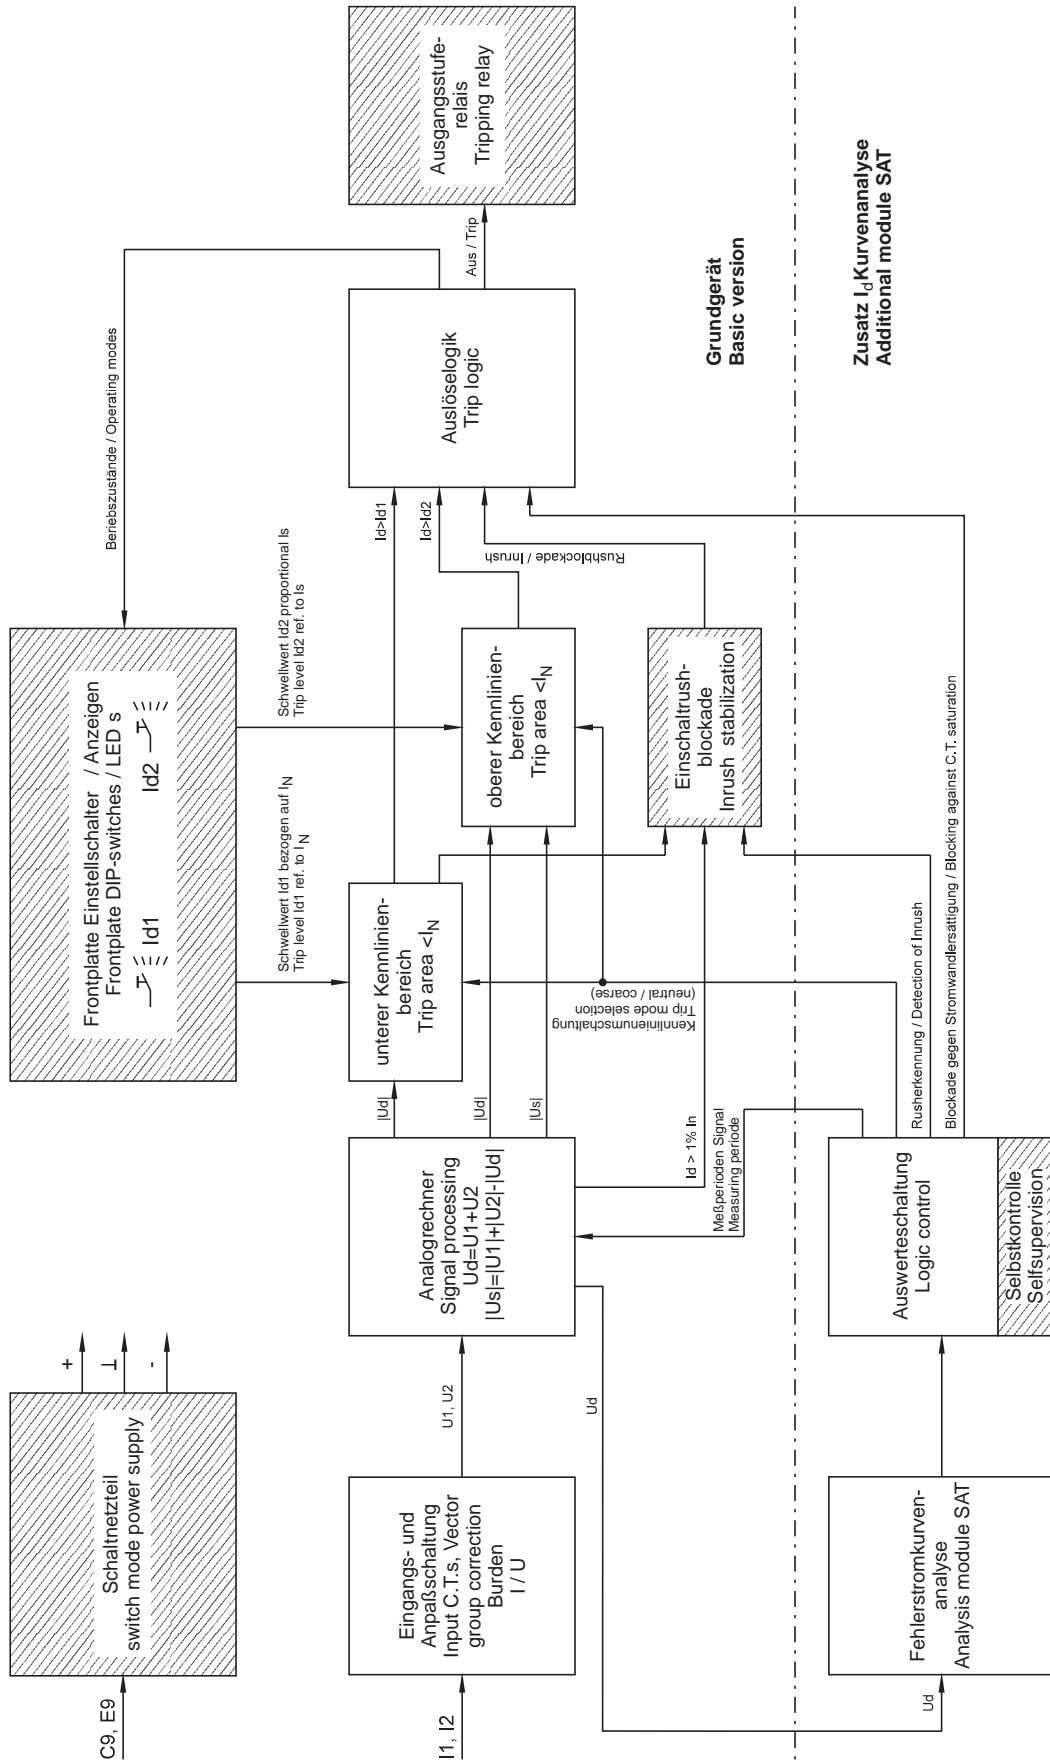 C9, E9
Schaltnetzteil
switch mode power supply
+
⊥
-
Frontplatte Einstellschalter / Anzeigen
Frontplate DIP-switches / LED s
Id1
Id2
Beriebszustände / Operating modes
Schwellwert Id1 bezogen auf IN
Trip level Id1 ref. to IN
Schwellwert Id2 proportional Is
Trip level Id2 ref. to Is
I1, I2
Eingangs- und
Anpaßschaltung
Input C.T.s, Vector
group correction
Burden
I / U
U1, U2
Analogrechner
Signal processing
Ud=U1+U2
|Us|=|U1|+|U2|-|Ud|
|Ud|
|Ud|
|Us|
unterer Kennlinien-
bereich
Trip area <IN
oberer Kennlinien-
bereich
Trip area <IN
Id>Id1
Id>Id2
Rushblockade / Inrush
Auslöselogik
Trip logic
Aus / Trip
Ausgangsstufe-
relais
Tripping relay
Kennlinienumschaltung
Trip mode selection
(neutral / coarse)
Id > 1% In
Einschaltrush-
blockade
Inrush stabilization
Meßperioden Signal
Measuring periode
Ud
Grundgerät
Basic version
Zusatz IdKurvenanalyse
Additional module SAT
Ud
Fehlerstromkurven-
analyse
Analysis module SAT
Auswerteschaltung
Logic control
Selbstkontrolle
Selfsupervision
Rusherkennung / Detection of Inrush
Blockade gegen Stromwandlersättigung / Blocking against C.T. saturation